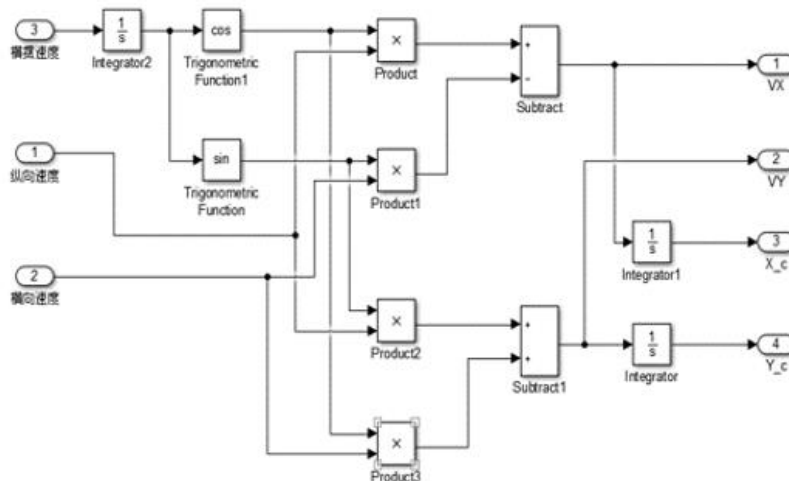 3
横摆速度
1
s
Integrator2
cos
Trigonometric
Function1
×
Product
+
-
Subtract
1
VX
1
纵向速度
sin
Trigonometric
Function
×
Product1
2
VY
2
横向速度
1
s
Integrator1
3
X_c
×
Product2
+
+
Subtract1
1
s
Integrator
4
Y_c
×
Product3